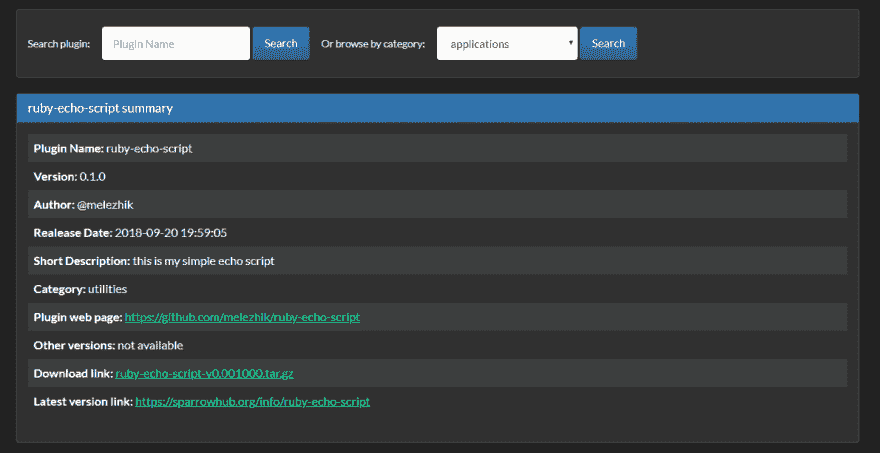 Search plugin: Plugin Name Search Or browse by category: applications Search
ruby-echo-script summary
Plugin Name: ruby-echo-script
Version: 0.1.0
Author: @melezhik
Realease Date: 2018-09-20 19:59:05
Short Description: this is my simple echo script
Category: utilities
Plugin web page: https://github.com/melezhik/ruby-echo-script
Other versions: not available
Download link: ruby-echo-script-v0.001000.tar.gz
Latest version link: https://sparrowhub.org/info/ruby-echo-script